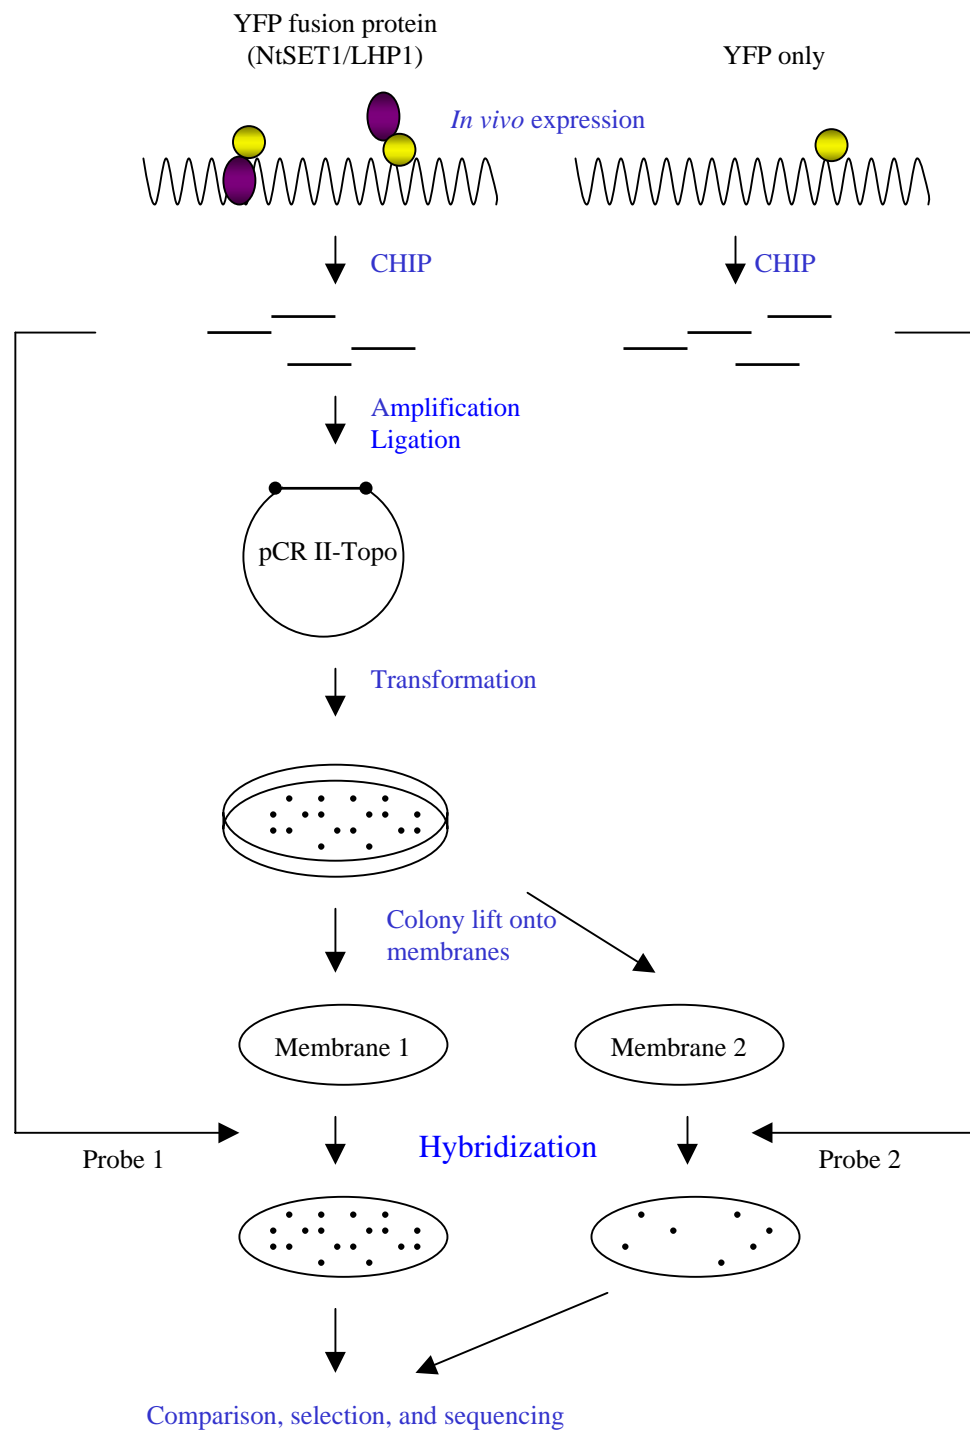 YFP fusion protein
(NtSET1/LHP1)
YFP only
In vivo expression
CHIP
CHIP
Amplification
Ligation
pCR II-Topo
Transformation
Colony lift onto
membranes
Membrane 1
Membrane 2
Hybridization
Probe 1
Probe 2
Comparison, selection, and sequencing